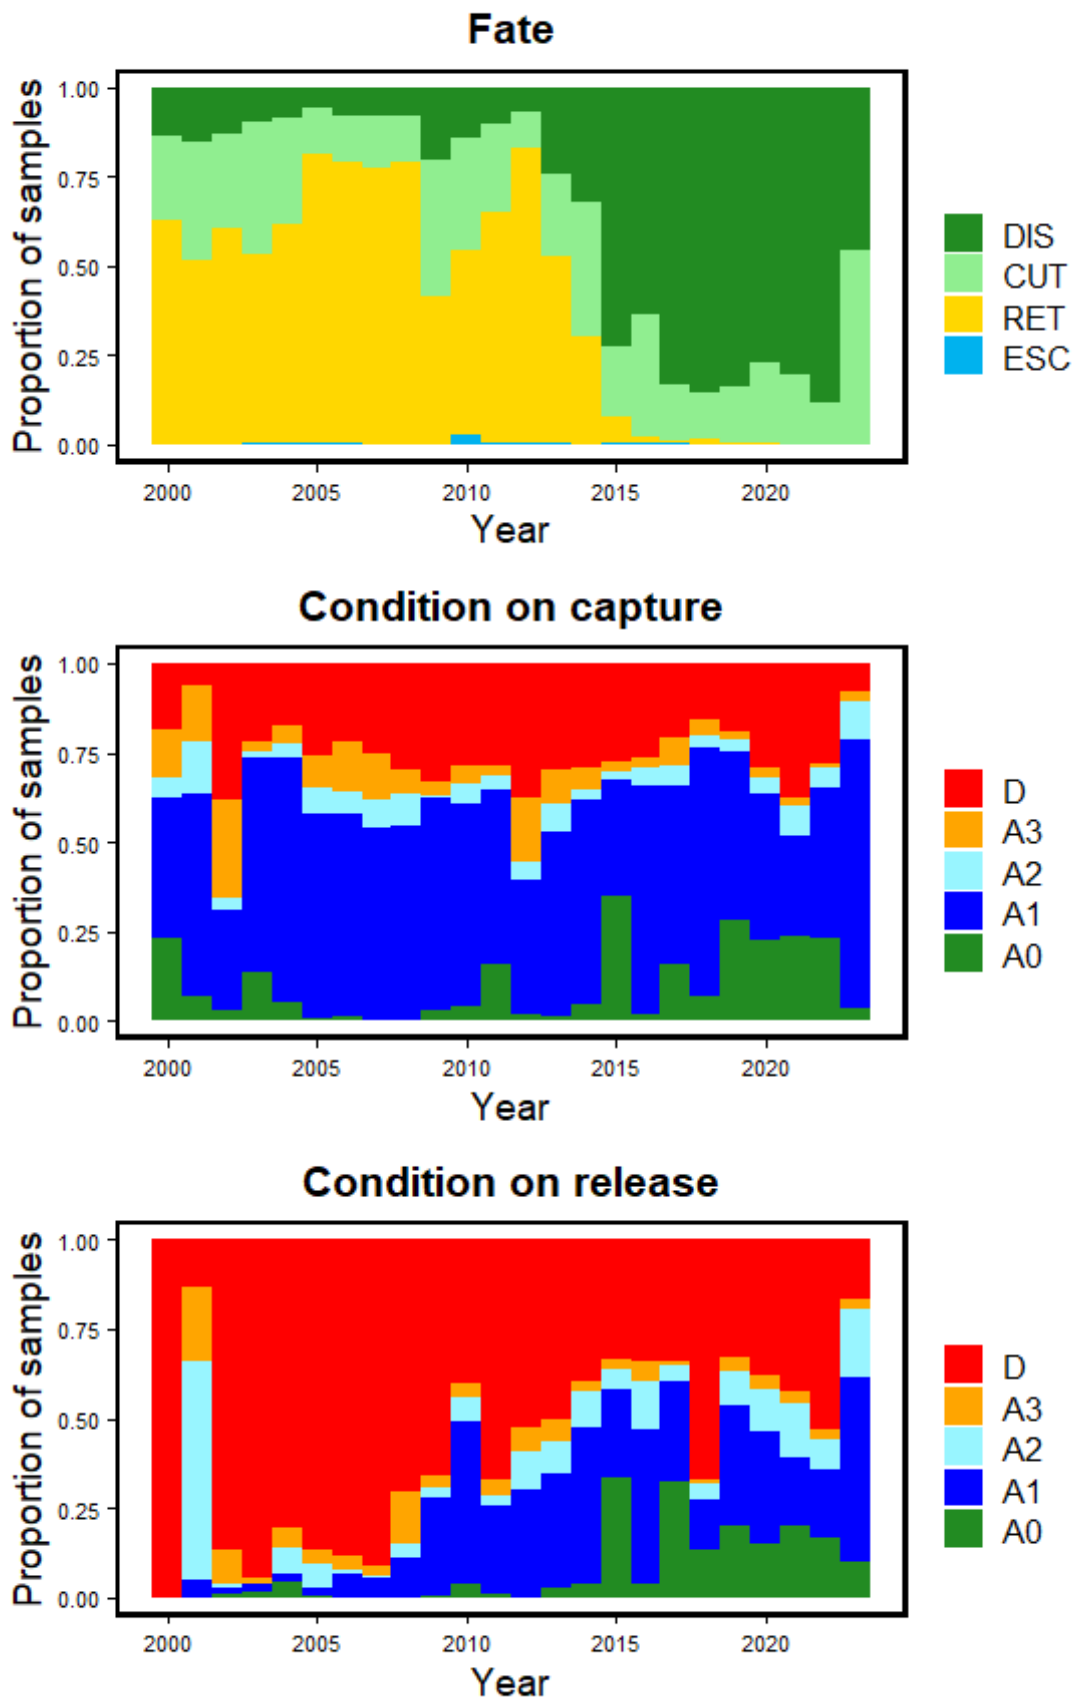 Fate
Proportion of samples
1.00
0.75
0.50
0.25
0.00
2000 2005 2010 2015 2020
Year
DIS
CUT
RET
ESC
Condition on capture
Proportion of samples
1.00
0.75
0.50
0.25
0.00
2000 2005 2010 2015 2020
Year
D
A3
A2
A1
A0
Condition on release
Proportion of samples
1.00
0.75
0.50
0.25
0.00
2000 2005 2010 2015 2020
Year
D
A3
A2
A1
A0